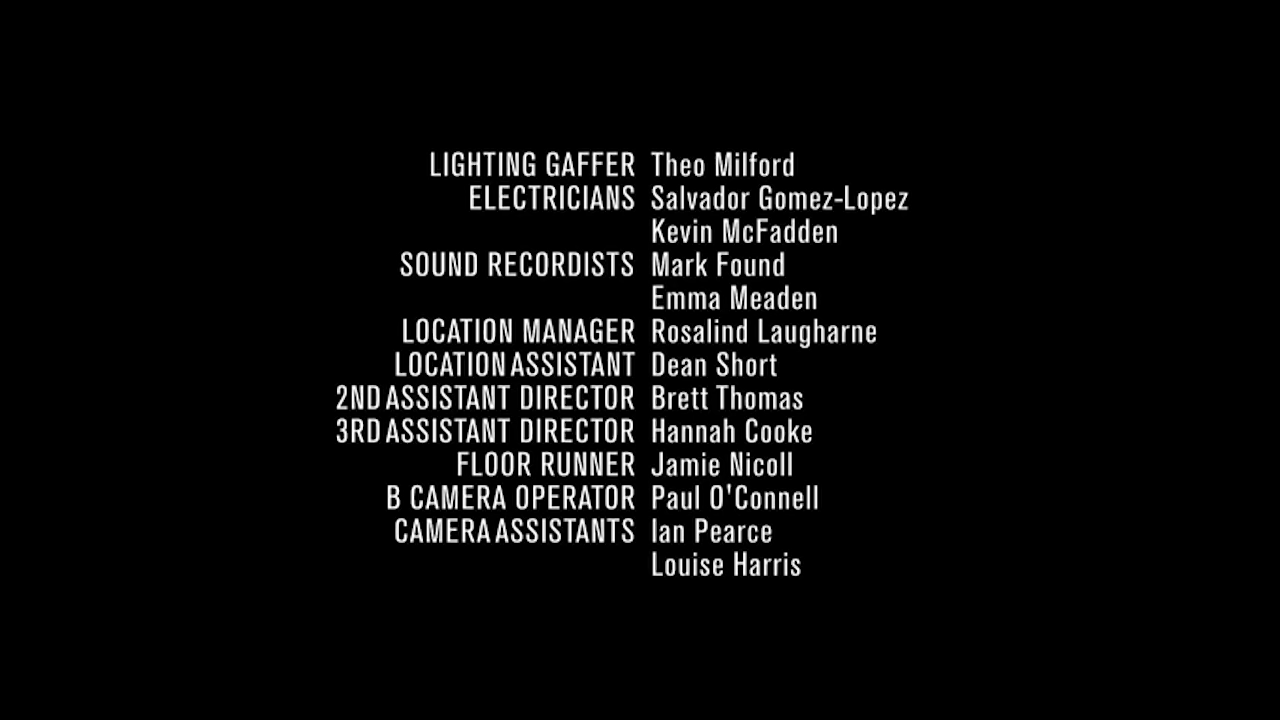 LIGHTING GAFFER Theo Milford
ELECTRICIANS Salvador Gomez-Lopez
Kevin McFadden
SOUND RECORDISTS Mark Found
Emma Meaden
LOCATION MANAGER Rosalind Laugharne
LOCATION ASSISTANT Dean Short
2ND ASSISTANT DIRECTOR Brett Thomas
3RD ASSISTANT DIRECTOR Hannah Cooke
FLOOR RUNNER Jamie Nicoll
B CAMERA OPERATOR Paul O'Connell
CAMERA ASSISTANTS Ian Pearce
Louise Harris